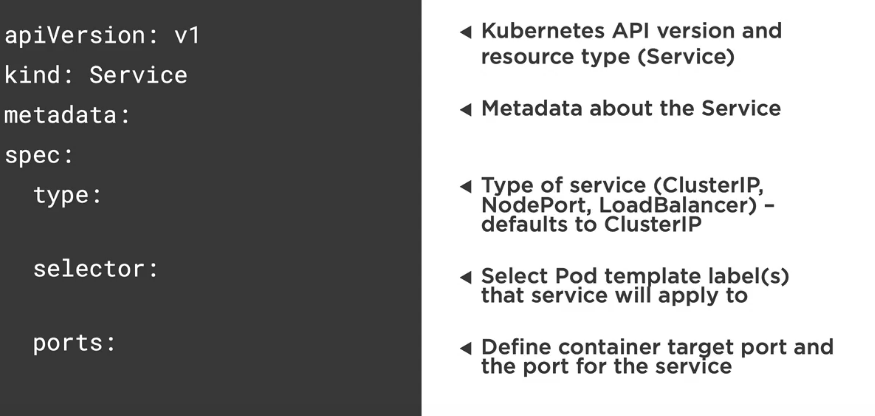 apiVersion: v1
kind: Service
metadata:
spec:
  type:
  selector:
  ports:
◄ Kubernetes API version and
resource type (Service)
◄ Metadata about the Service
◄ Type of service (ClusterIP,
NodePort, LoadBalancer) –
defaults to ClusterIP
◄ Select Pod template label(s)
that service will apply to
◄ Define container target port and
the port for the service